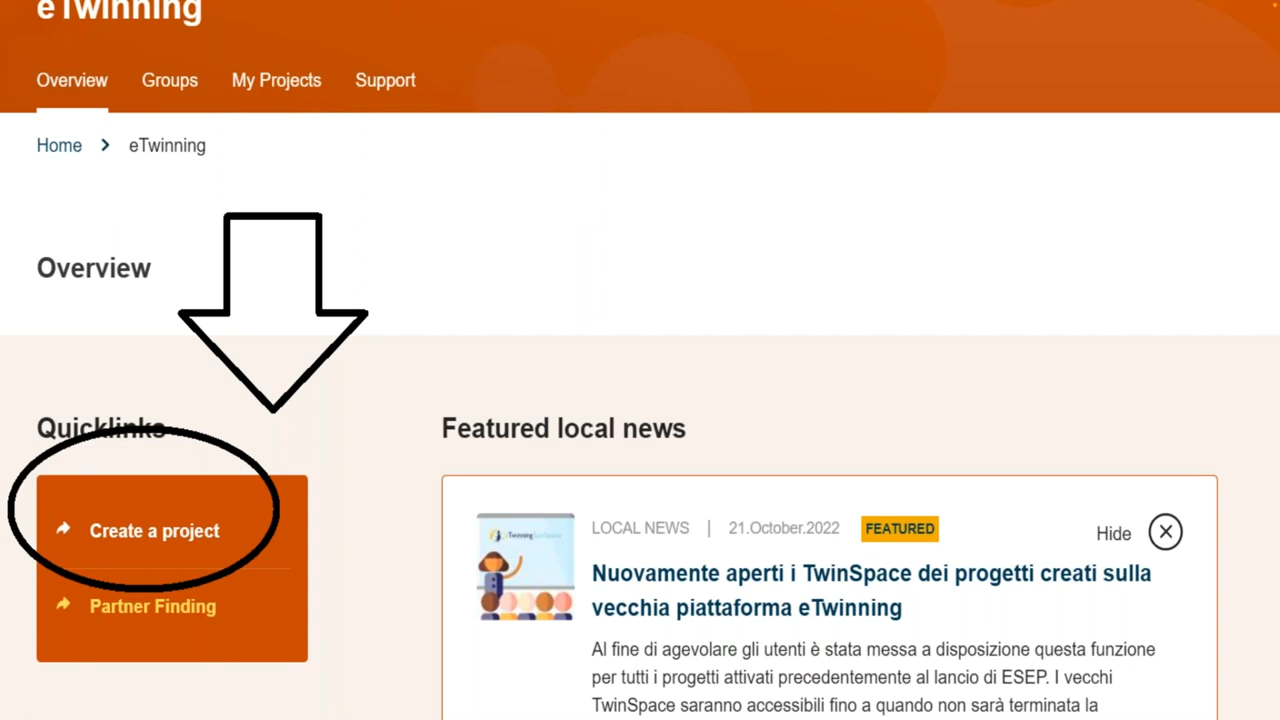 eTwinning
Overview Groups My Projects Support
Home eTwinning
Overview
Quicklinks
Create a project
Partner Finding
Featured local news
LOCAL NEWS | 21.October.2022 FEATURED
Hide
Nuovamente aperti i TwinSpace dei progetti creati sulla
vecchia piattaforma eTwinning
Al fine di agevolare gli utenti è stata messa a disposizione questa funzione
per tutti i progetti attivati precedentemente al lancio di ESEP. I vecchi
TwinSpace saranno accessibili fino a quando non sarà terminata la